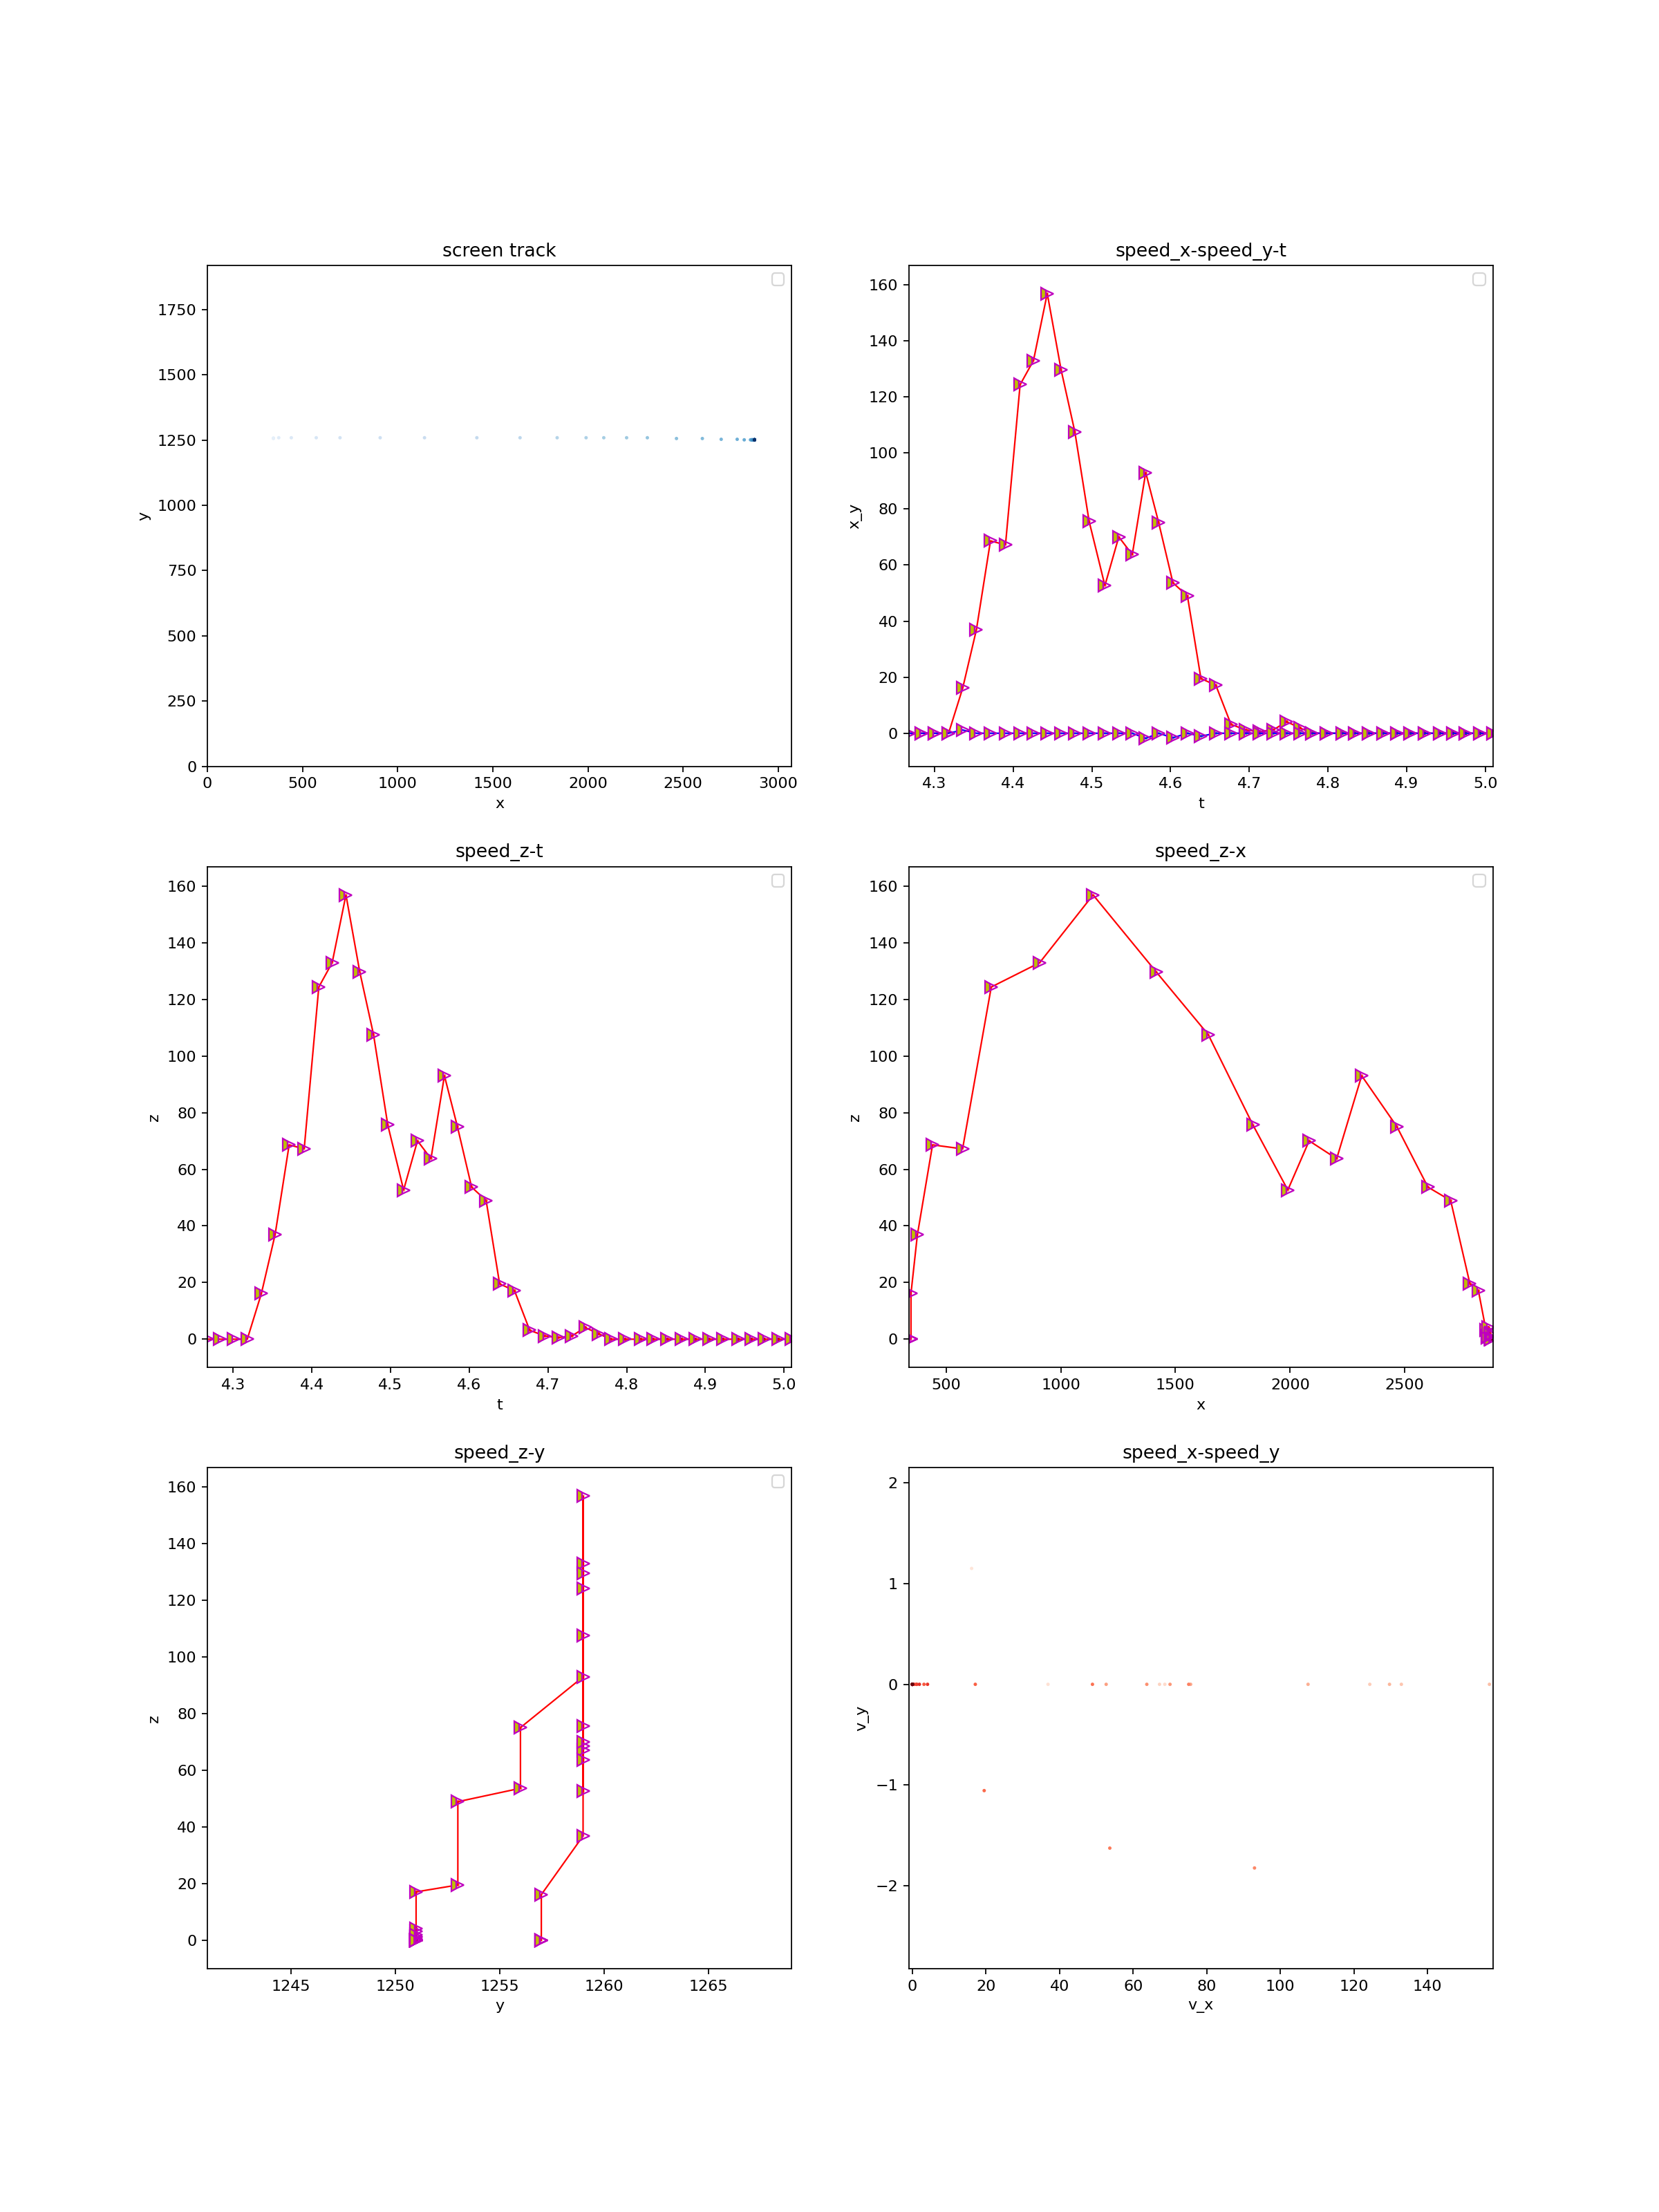 screen track
1750
1500
1250
1000
750
500
250
0
0 500 1000 1500 2000 2500 3000
x
y
speed_x-speed_y-t
160
140
120
100
80
60
40
20
0
4.3 4.4 4.5 4.6 4.7 4.8 4.9 5.0
t
x_y
speed_z-t
160
140
120
100
80
60
40
20
0
4.3 4.4 4.5 4.6 4.7 4.8 4.9 5.0
t
z
speed_z-x
160
140
120
100
80
60
40
20
0
500 1000 1500 2000 2500
x
z
speed_z-y
160
140
120
100
80
60
40
20
0
1245 1250 1255 1260 1265
y
z
speed_x-speed_y
2
1
0
−1
−2
0 20 40 60 80 100 120 140
v_x
v_y